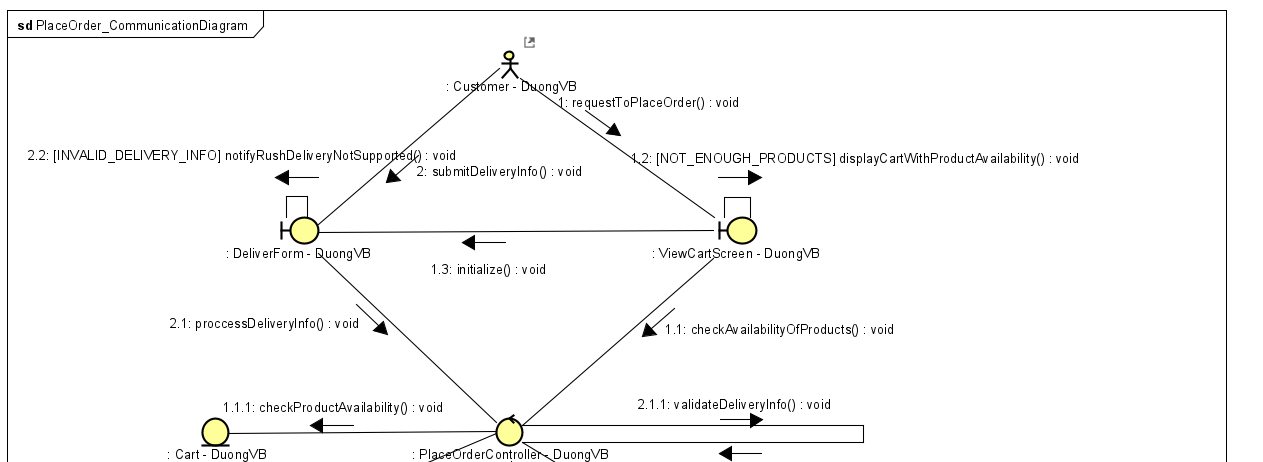 sd PlaceOrder_CommunicationDiagram
: Customer - DuongVB
1: requestToPlaceOrder() : void
2.2: [INVALID_DELIVERY_INFO] notifyRushDeliveryNotSupported() : void
1.2: [NOT_ENOUGH_PRODUCTS] displayCartWithProductAvailability() : void
2: submitDeliveryInfo() : void
: DeliverForm - DuongVB
: ViewCartScreen - DuongVB
1.3: initialize() : void
2.1: proccessDeliveryInfo() : void
1.1: checkAvailabilityOfProducts() : void
1.1.1: checkProductAvailability() : void
2.1.1: validateDeliveryInfo() : void
: Cart - DuongVB
: PlaceOrderController - DuongVB